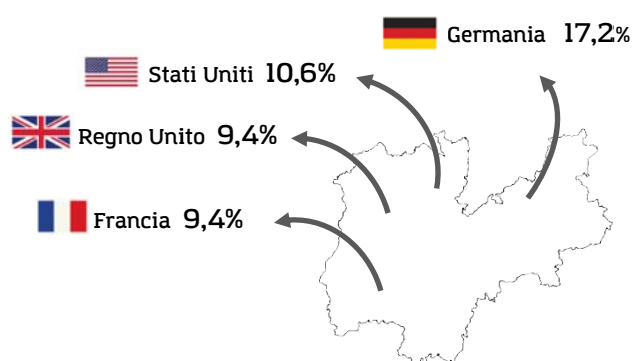 Germania 17,2%
Stati Uniti 10,6%
Regno Unito 9,4%
Francia 9,4%